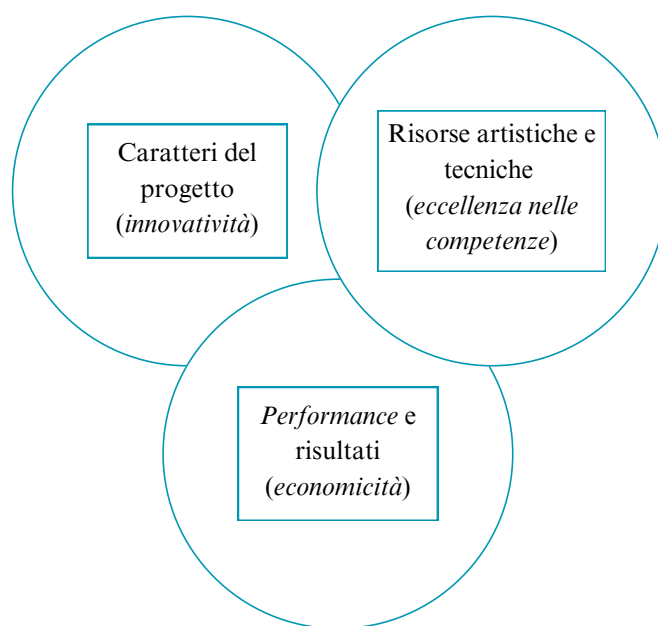 Caratteri del
progetto
(innovatività)
Risorse artistiche e
tecniche
(eccellenza nelle
competenze)
Performance e
risultati
(economicità)